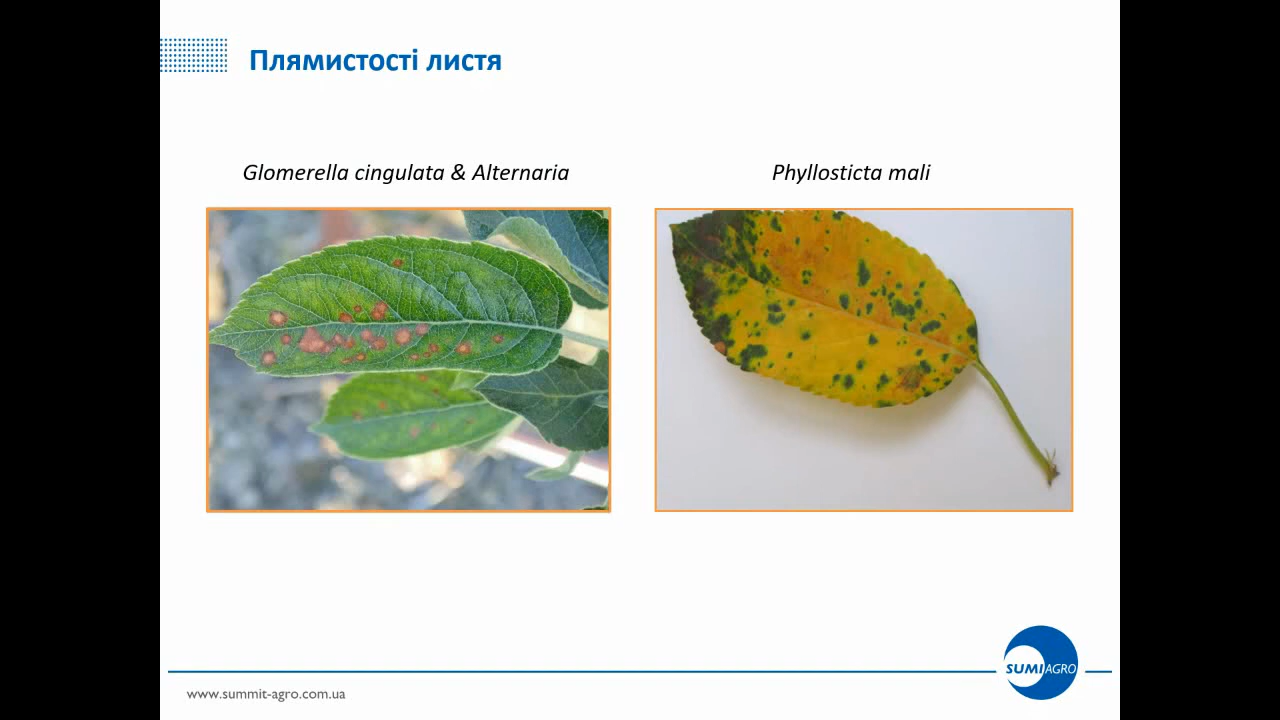 Плямистості листя
Glomerella cingulata & Alternaria
Phyllosticta mali
SUMIAGRO
www.summit-agro.com.ua